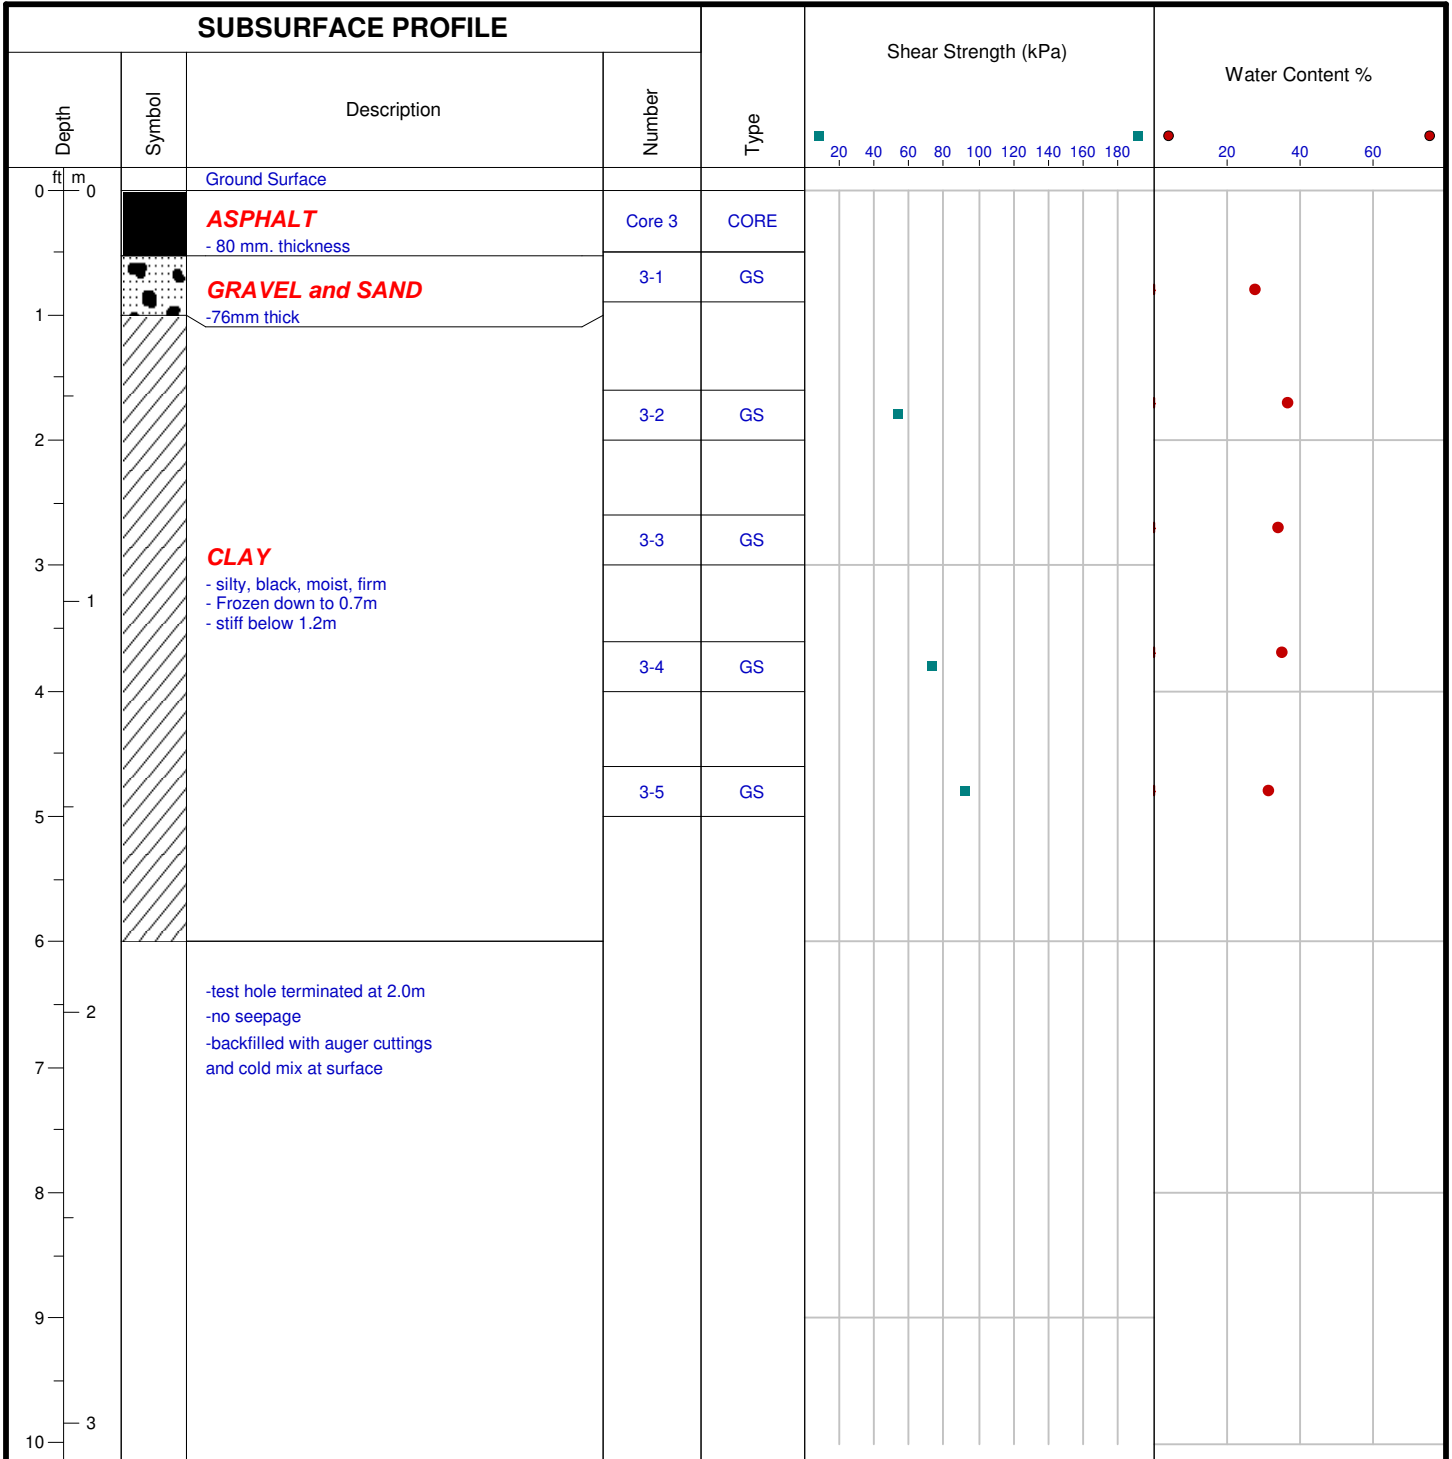 SUBSURFACE PROFILE
Shear Strength (kPa)
Water Content %
Depth
Symbol
Description
Number
Type
20 40 60 80 100 120 140 160 180
20 40 60
ft m
Ground Surface
0 0
ASPHALT
- 80 mm. thickness
Core 3 CORE
3-1 GS
GRAVEL and SAND
-76mm thick
1
3-2 GS
2
3-3 GS
CLAY
3
- silty, black, moist, firm
- Frozen down to 0.7m
1
- stiff below 1.2m
3-4 GS
4
3-5 GS
5
6
-test hole terminated at 2.0m
2
-no seepage
-backfilled with auger cuttings
and cold mix at surface
7
8
9
3
10